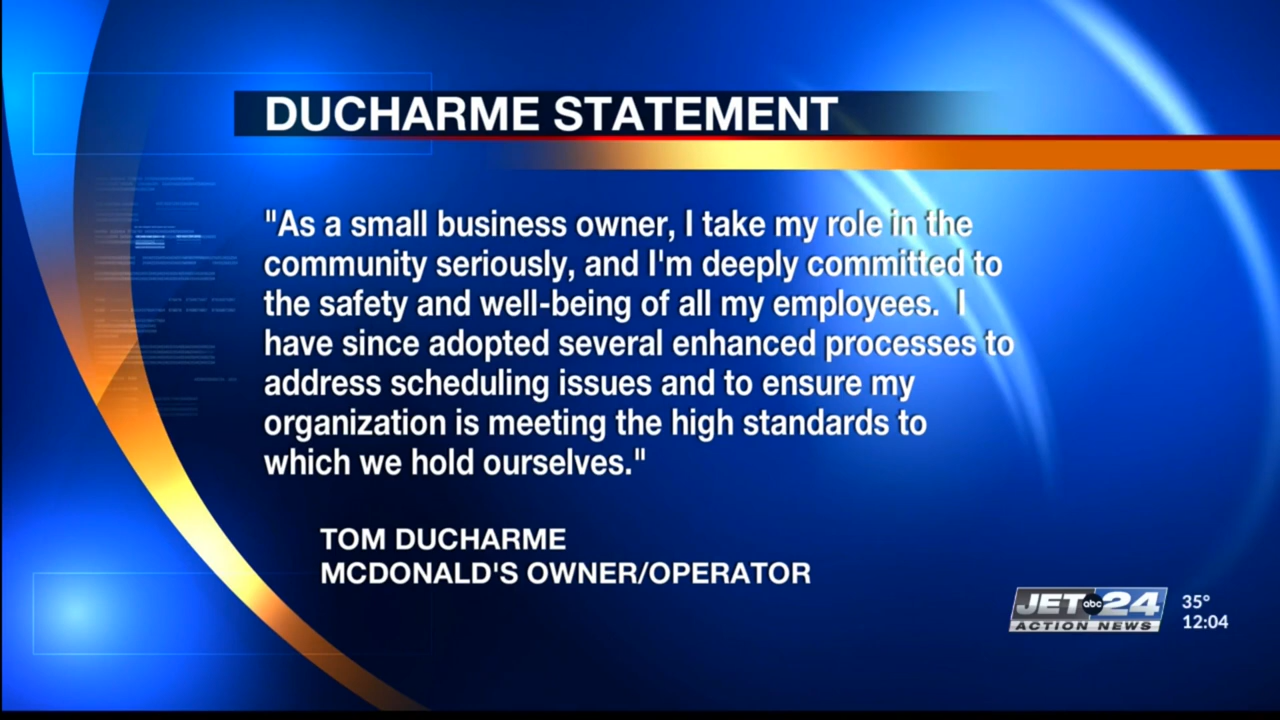 DUCHARME STATEMENT
"As a small business owner, I take my role in the
community seriously, and I'm deeply committed to
the safety and well-being of all my employees.  I
have since adopted several enhanced processes to
address scheduling issues and to ensure my
organization is meeting the high standards to
which we hold ourselves."
TOM DUCHARME
MCDONALD'S OWNER/OPERATOR
JET abc 24
ACTION NEWS
35°
12:04